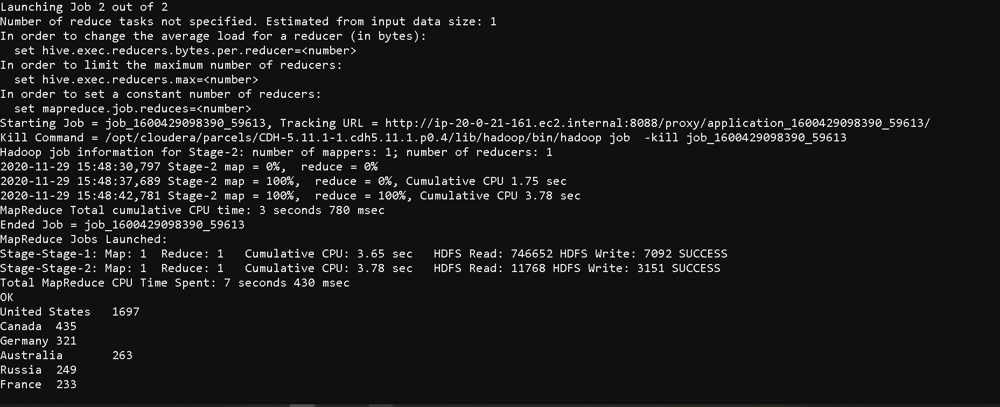 Launching Job 2 out of 2
Number of reduce tasks not specified. Estimated from input data size: 1
In order to change the average load for a reducer (in bytes):
  set hive.exec.reducers.bytes.per.reducer=<number>
In order to limit the maximum number of reducers:
  set hive.exec.reducers.max=<number>
In order to set a constant number of reducers:
  set mapreduce.job.reduces=<number>
Starting Job = job_1600429098390_59613, Tracking URL = http://ip-20-0-21-161.ec2.internal:8088/proxy/application_1600429098390_59613/
Kill Command = /opt/cloudera/parcels/CDH-5.11.1-1.cdh5.11.1.p0.4/lib/hadoop/bin/hadoop job  -kill job_1600429098390_59613
Hadoop job information for Stage-2: number of mappers: 1; number of reducers: 1
2020-11-29 15:48:30,797 Stage-2 map = 0%,  reduce = 0%
2020-11-29 15:48:37,689 Stage-2 map = 100%,  reduce = 0%, Cumulative CPU 1.75 sec
2020-11-29 15:48:42,781 Stage-2 map = 100%,  reduce = 100%, Cumulative CPU 3.78 sec
MapReduce Total cumulative CPU time: 3 seconds 780 msec
Ended Job = job_1600429098390_59613
MapReduce Jobs Launched:
Stage-Stage-1: Map: 1  Reduce: 1   Cumulative CPU: 3.65 sec   HDFS Read: 746652 HDFS Write: 7092 SUCCESS
Stage-Stage-2: Map: 1  Reduce: 1   Cumulative CPU: 3.78 sec   HDFS Read: 11768 HDFS Write: 3151 SUCCESS
Total MapReduce CPU Time Spent: 7 seconds 430 msec
OK
United States   1697
Canada  435
Germany 321
Australia       263
Russia  249
France  233